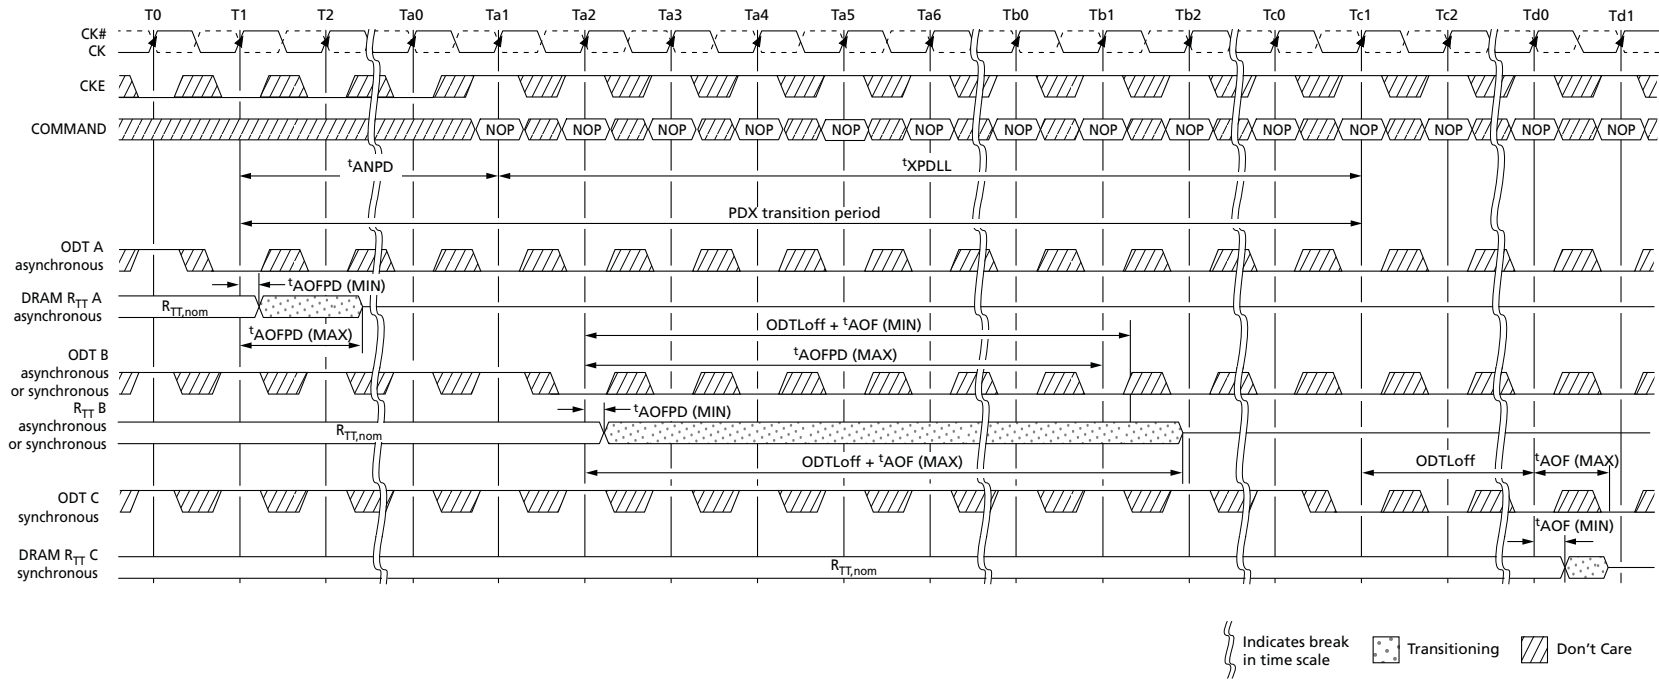 T0 T1 T2 Ta0 Ta1 Ta2 Ta3 Ta4 Ta5 Ta6 Tb0 Tb1 Tb2 Tc0 Tc1 Tc2 Td0 Td1
CK#
CK
CKE
COMMAND NOP NOP NOP NOP NOP NOP NOP NOP NOP NOP NOP NOP NOP NOP
tANPD tXPDLL
PDX transition period
ODT A
asynchronous
tAOFPD (MIN)
DRAM RTT A
asynchronous
RTT,nom
tAOFPD (MAX)
ODTLoff + tAOF (MIN)
tAOFPD (MAX)
ODT B
asynchronous
or synchronous
tAOFPD (MIN)
RTT B
asynchronous
or synchronous
RTT,nom
ODTLoff + tAOF (MAX)
ODTLoff tAOF (MAX)
ODT C
synchronous
tAOF (MIN)
DRAM RTT C
synchronous
RTT,nom
Indicates break
in time scale
Transitioning
Don't Care